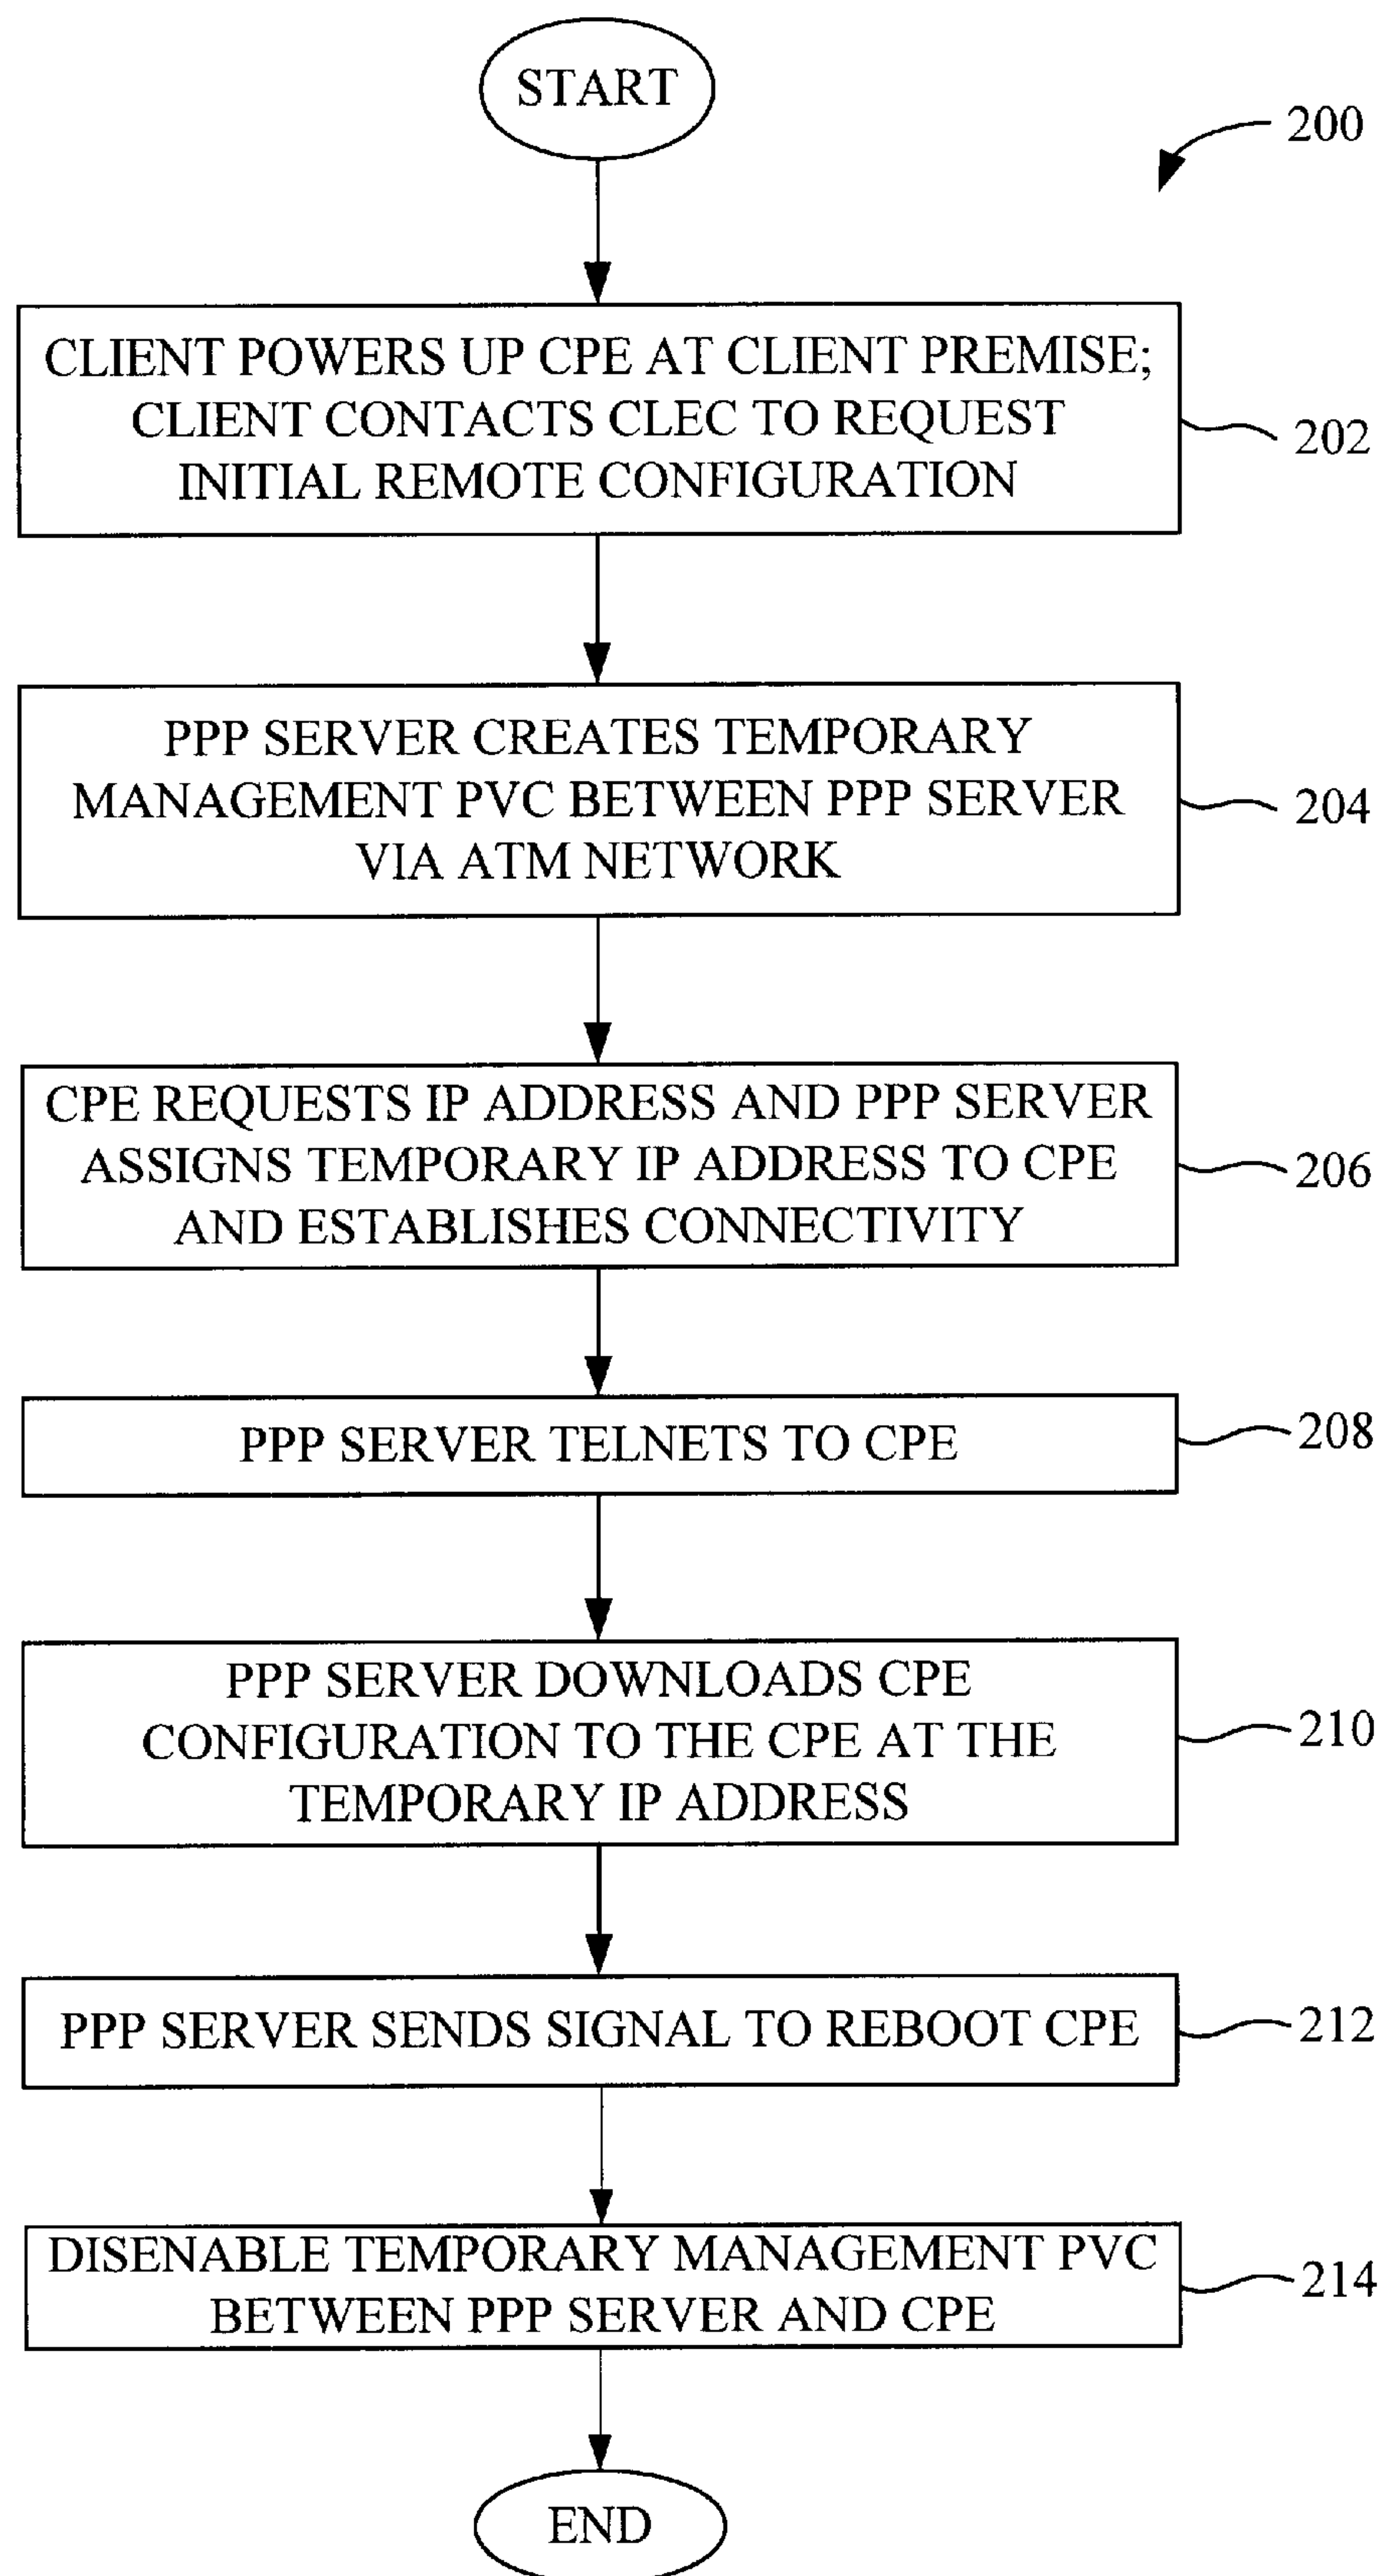 START
200
CLIENT POWERS UP CPE AT CLIENT PREMISE;
CLIENT CONTACTS CLEC TO REQUEST
INITIAL REMOTE CONFIGURATION
202
PPP SERVER CREATES TEMPORARY
MANAGEMENT PVC BETWEEN PPP SERVER
VIA ATM NETWORK
204
CPE REQUESTS IP ADDRESS AND PPP SERVER
ASSIGNS TEMPORARY IP ADDRESS TO CPE
AND ESTABLISHES CONNECTIVITY
206
PPP SERVER TELNETS TO CPE
208
PPP SERVER DOWNLOADS CPE
CONFIGURATION TO THE CPE AT THE
TEMPORARY IP ADDRESS
210
PPP SERVER SENDS SIGNAL TO REBOOT CPE
212
DISENABLE TEMPORARY MANAGEMENT PVC
BETWEEN PPP SERVER AND CPE
214
END